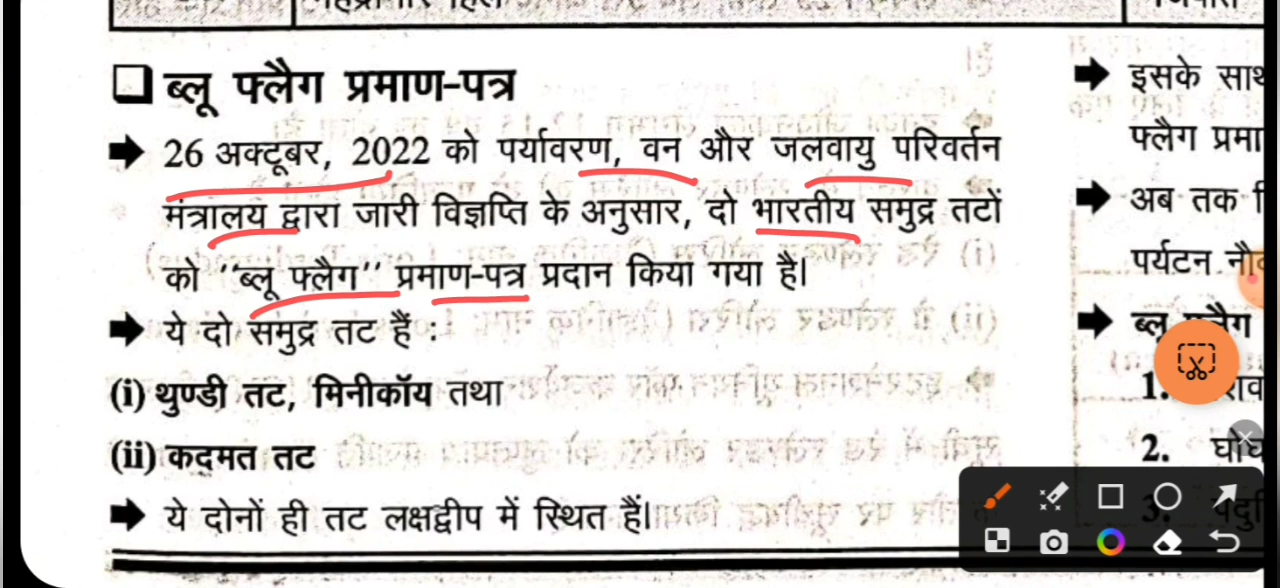 ❑ ब्लू फ्लैग प्रमाण-पत्र
➡ 26 अक्टूबर, 2022 को पर्यावरण, वन और जलवायु परिवर्तन
मंत्रालय द्वारा जारी विज्ञप्ति के अनुसार, दो भारतीय समुद्र तटों
को "ब्लू फ्लैग" प्रमाण-पत्र प्रदान किया गया है।
➡ ये दो समुद्र तट हैं :
(i) थुण्डी तट, मिनीकॉय तथा
(ii) कदमत तट
➡ ये दोनों ही तट लक्षद्वीप में स्थित हैं।
➡ इसके
फ्लैग
➡ अब तक
पर्यटन
➡ ब्लू
1.
2.
3.